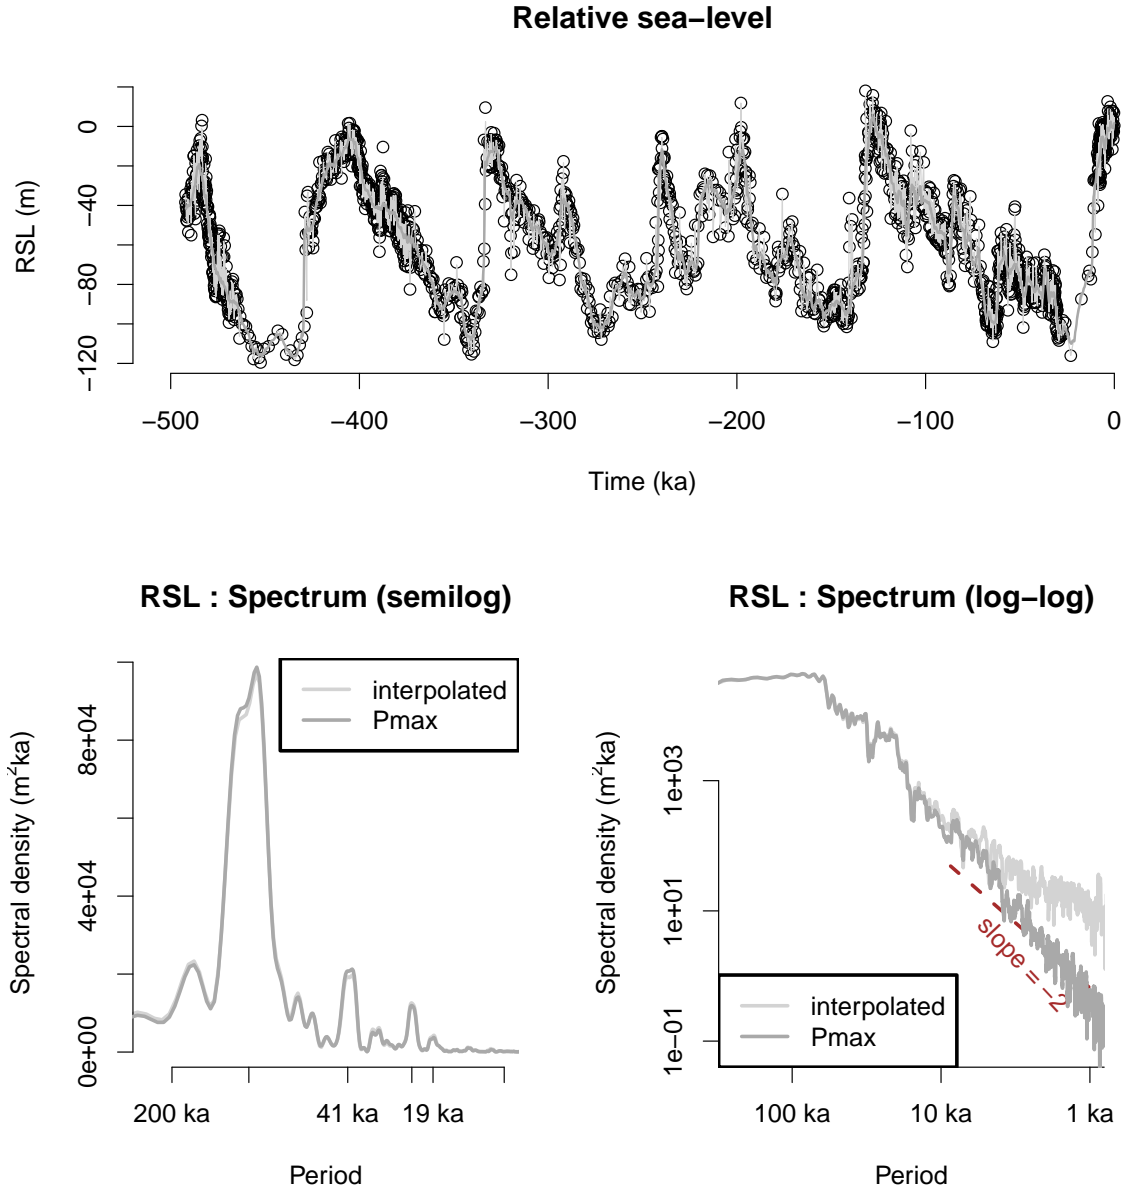 Relative sea−level
RSL (m)
0
−40
−80
−120
−500
−400
−300
−200
−100
0
Time (ka)
RSL : Spectrum (semilog)
Spectral density (m²ka)
8e+04
4e+04
0e+00
interpolated
Pmax
200 ka
41 ka
19 ka
Period
RSL : Spectrum (log−log)
Spectral density (m²ka)
1e+03
1e+01
1e−01
slope = −2
interpolated
Pmax
100 ka
10 ka
1 ka
Period